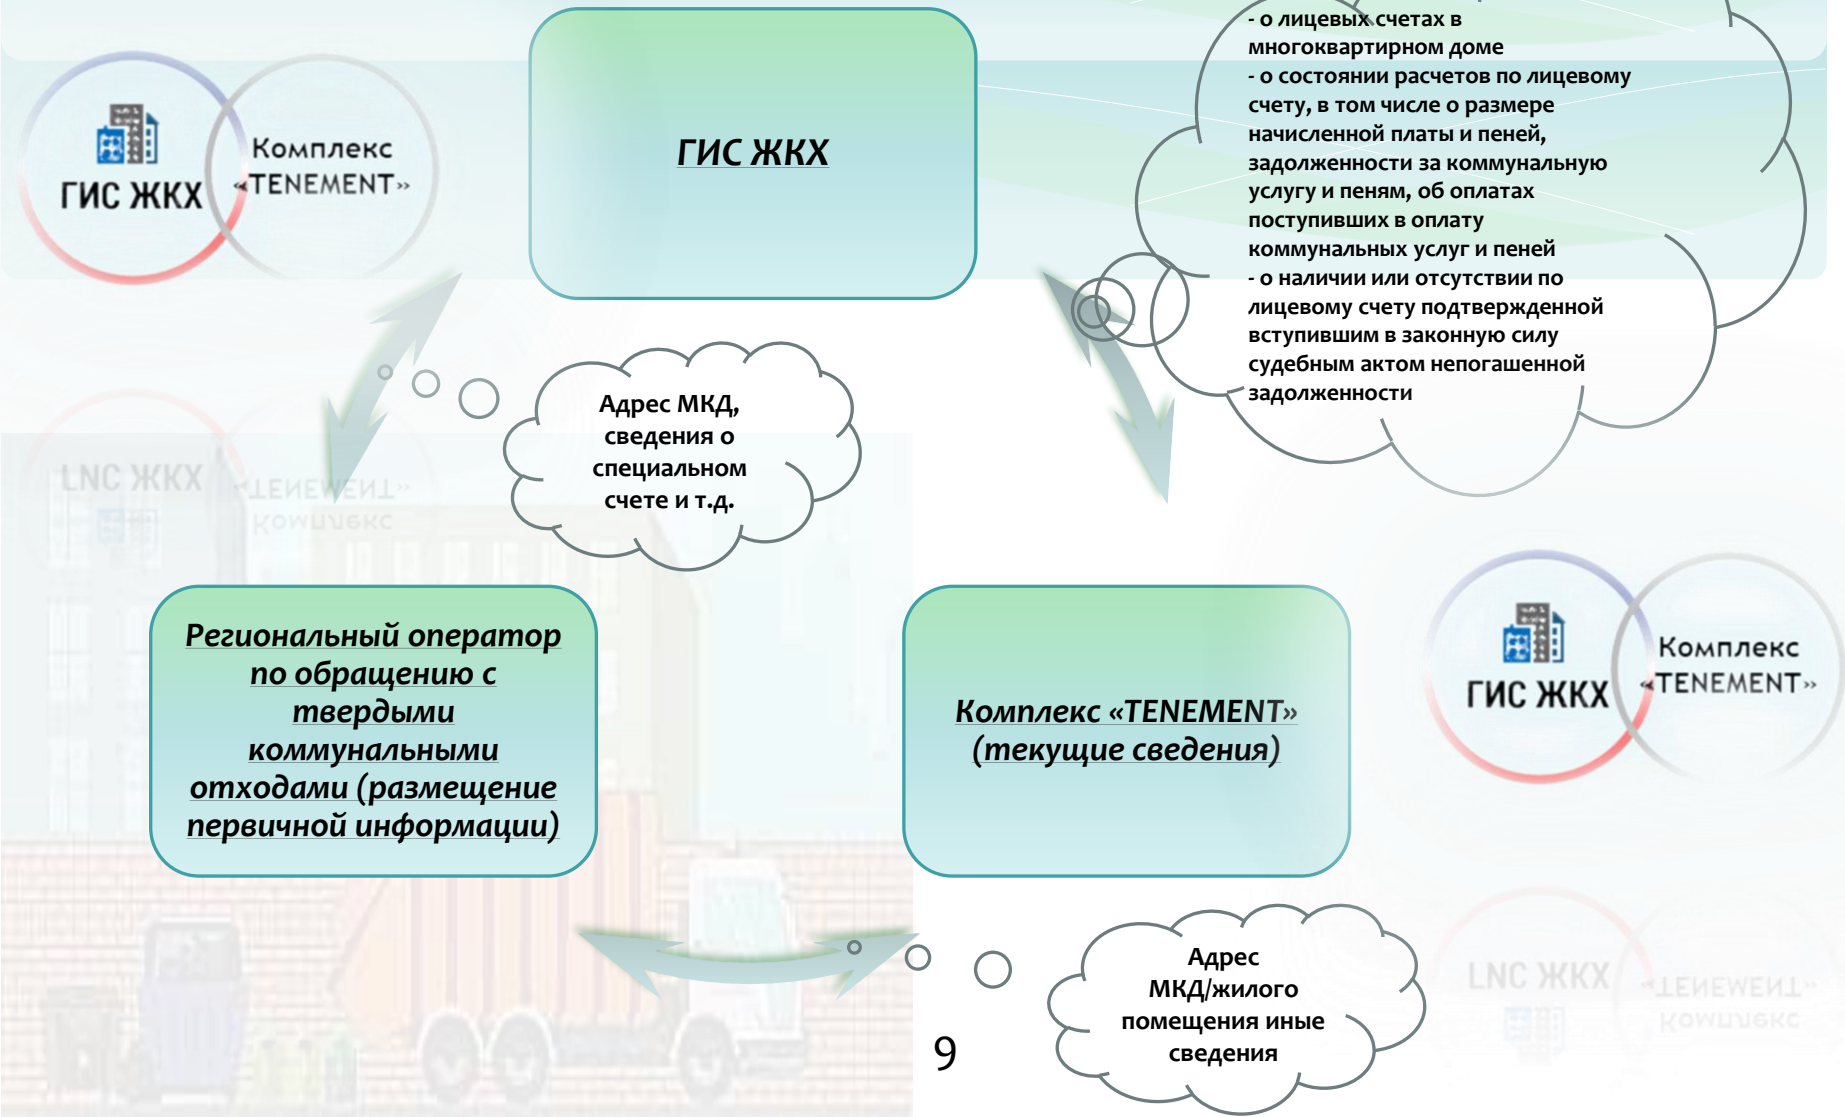 - о лицевых счетах в
многоквартирном доме
- о состоянии расчетов по лицевому
счету, в том числе о размере
начисленной платы и пеней,
задолженности за коммунальную
услугу и пеням, об оплатах
поступивших в оплату
коммунальных услуг и пеней
- о наличии или отсутствии по
лицевому счету подтвержденной
вступившим в законную силу
судебным актом непогашенной
задолженности
ГИС ЖКХ
Комплекс
«TENEMENT»
ГИС ЖКХ
Адрес МКД,
сведения о
специальном
счете и т.д.
Региональный оператор
по обращению с
твердыми
коммунальными
отходами (размещение
первичной информации)
Комплекс «TENEMENT»
(текущие сведения)
ГИС ЖКХ
Комплекс
«TENEMENT»
Адрес
МКД/жилого
помещения иные
сведения
9